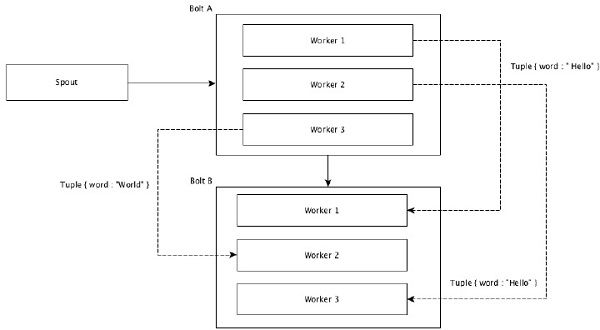 Bolt A
Worker 1
Tuple { word : " Hello" }
Spout
Worker 2
Worker 3
Tuple { word : "World" }
Bolt B
Worker 1
Worker 2
Tuple { word : "Hello" }
Worker 3